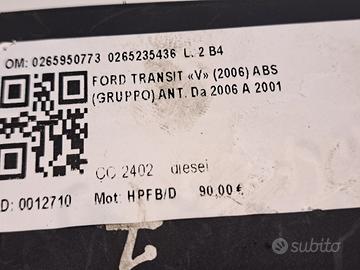 OM: 0265950773 0265235436 L. 2 B4
FORD TRANSIT «V» (2006) ABS
(GRUPPO) ANT. Da 2006 A 2001
CC 2402 diesel
D: 0012710 Mot: HPFB/D 90,00 €
subito